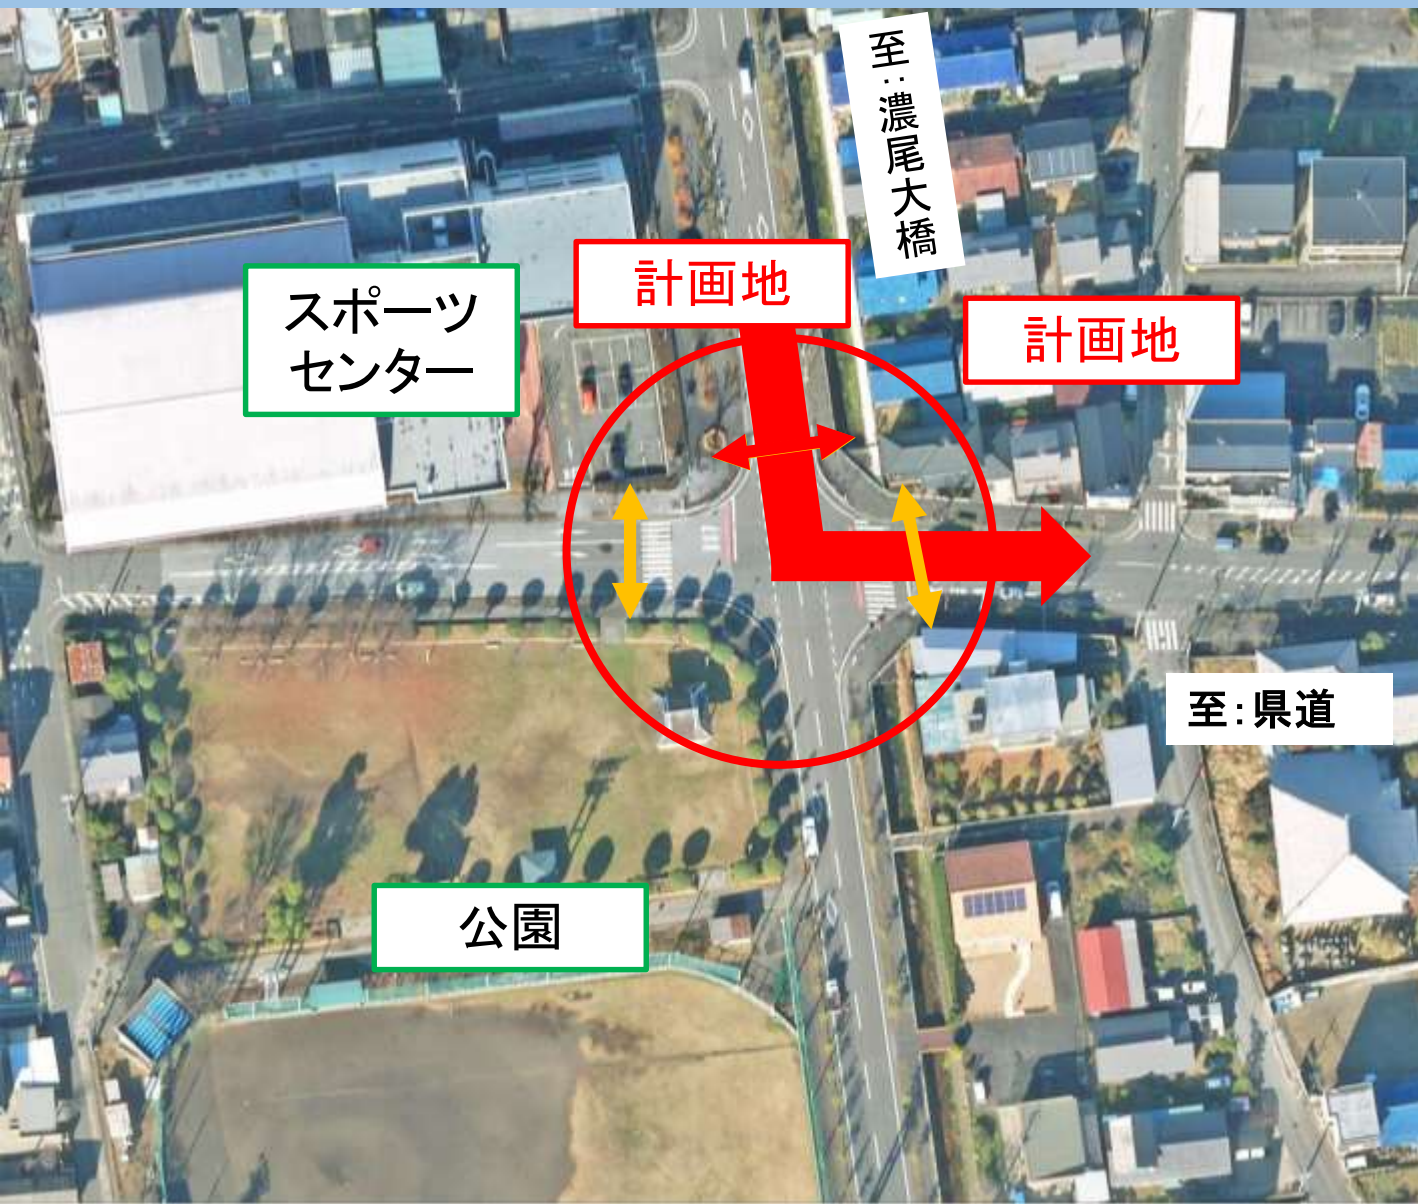 至：濃尾大橋
計画地
スポーツ
センター
計画地
至：県道
公園